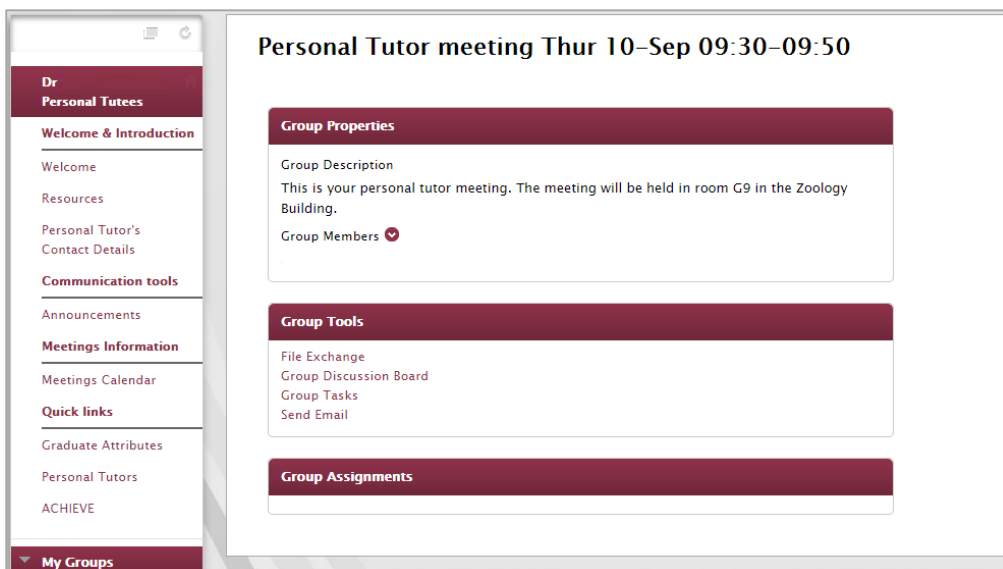 Dr
Personal Tutees
Welcome & Introduction
Welcome
Resources
Personal Tutor's
Contact Details
Communication tools
Announcements
Meetings Information
Meetings Calendar
Quick links
Graduate Attributes
Personal Tutors
ACHIEVE
My Groups
Personal Tutor meeting Thur 10-Sep 09:30-09:50
Group Properties
Group Description
This is your personal tutor meeting. The meeting will be held in room G9 in the Zoology
Building.
Group Members
Group Tools
File Exchange
Group Discussion Board
Group Tasks
Send Email
Group Assignments